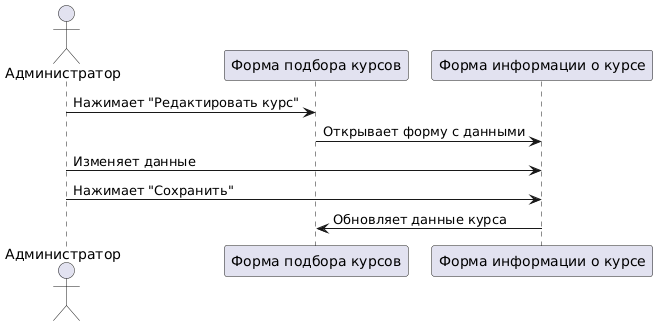 Администратор
Форма подбора курсов
Форма информации о курсе
Нажимает "Редактировать курс"
Открывает форму с данными
Изменяет данные
Нажимает "Сохранить"
Обновляет данные курса
Администратор
Форма подбора курсов
Форма информации о курсе